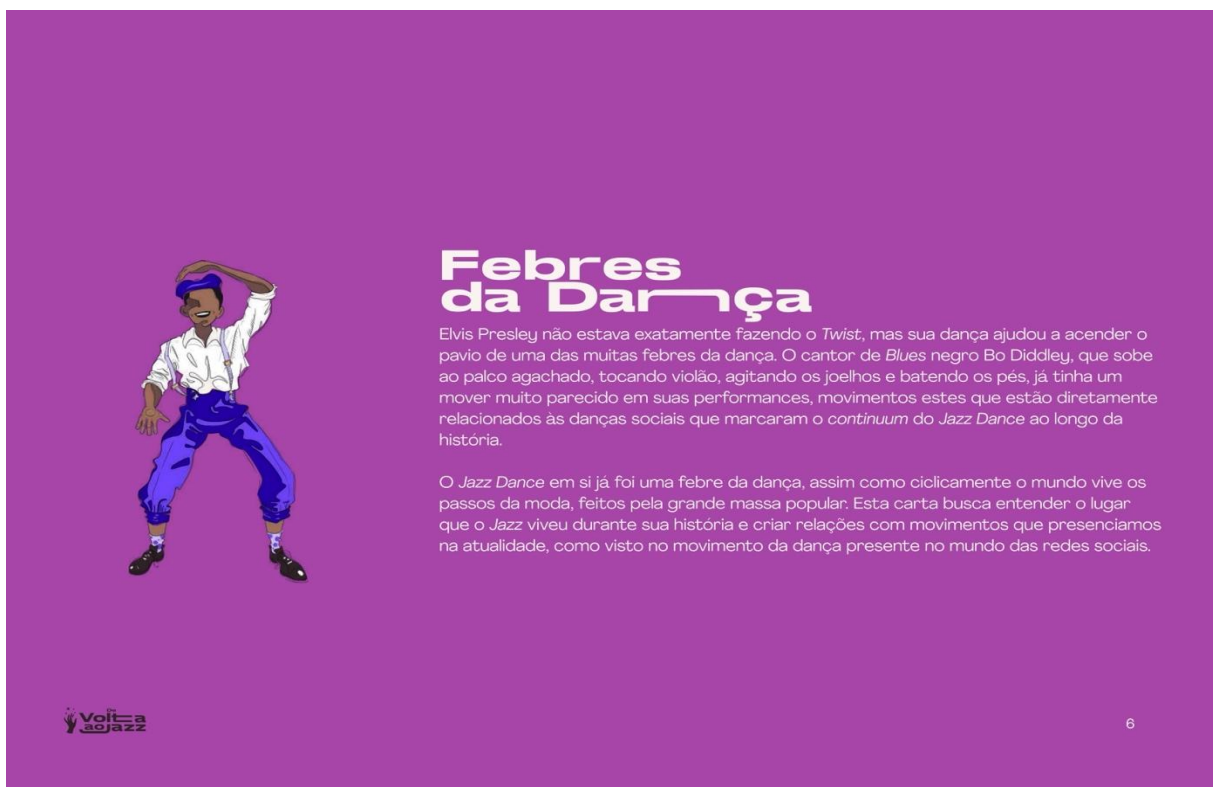 Febres
da Dança
Elvis Presley não estava exatamente fazendo o Twist, mas sua dança ajudou a acender o
pavio de uma das muitas febres da dança. O cantor de Blues negro Bo Diddley, que sobe
ao palco agachado, tocando violão, agitando os joelhos e batendo os pés, já tinha um
mover muito parecido em suas performances, movimentos estes que estão diretamente
relacionados às danças sociais que marcaram o continuum do Jazz Dance ao longo da
história.
O Jazz Dance em si já foi uma febre da dança, assim como ciclicamente o mundo vive os
passos da moda, feitos pela grande massa popular. Esta carta busca entender o lugar
que o Jazz viveu durante sua história e criar relações com movimentos que presenciamos
na atualidade, como visto no movimento da dança presente no mundo das redes sociais.
Volta
ao jazz
6